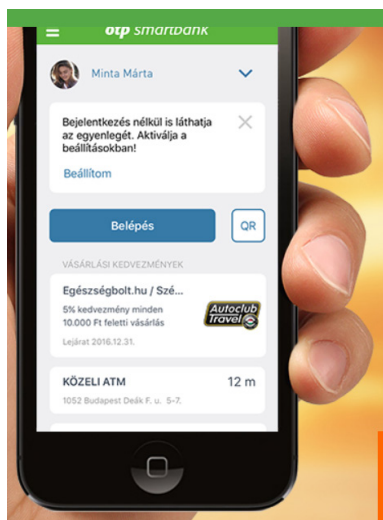 otp smartbank
Minta Márta
Bejelentkezés nélkül is láthatja
az egyenlegét. Aktiválja a
beállításokban!
Beállítom
Belépés
QR
VÁSÁRLÁSI KEDVEZMÉNYEK
Egészségbolt.hu / Szé...
5% kedvezmény minden
10.000 Ft feletti vásárlás
Autoclub
Travel
Lejárat 2016.12.31.
KÖZELI ATM
12 m
1052 Budapest Deák F. u. 5-7.